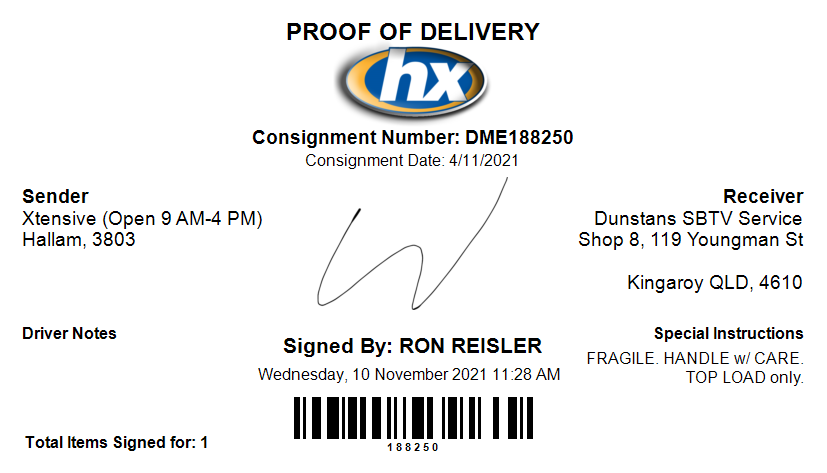 PROOF OF DELIVERY
hx
Consignment Number: DME188250
Consignment Date: 4/11/2021
Sender
Xtensive (Open 9 AM-4 PM)
Hallam, 3803
Receiver
Dunstans SBTV Service
Shop 8, 119 Youngman St
Kingaroy QLD, 4610
Driver Notes
Signed By: RON REISLER
Wednesday, 10 November 2021 11:28 AM
Special Instructions
FRAGILE. HANDLE w/ CARE.
TOP LOAD only.
188250
Total Items Signed for: 1